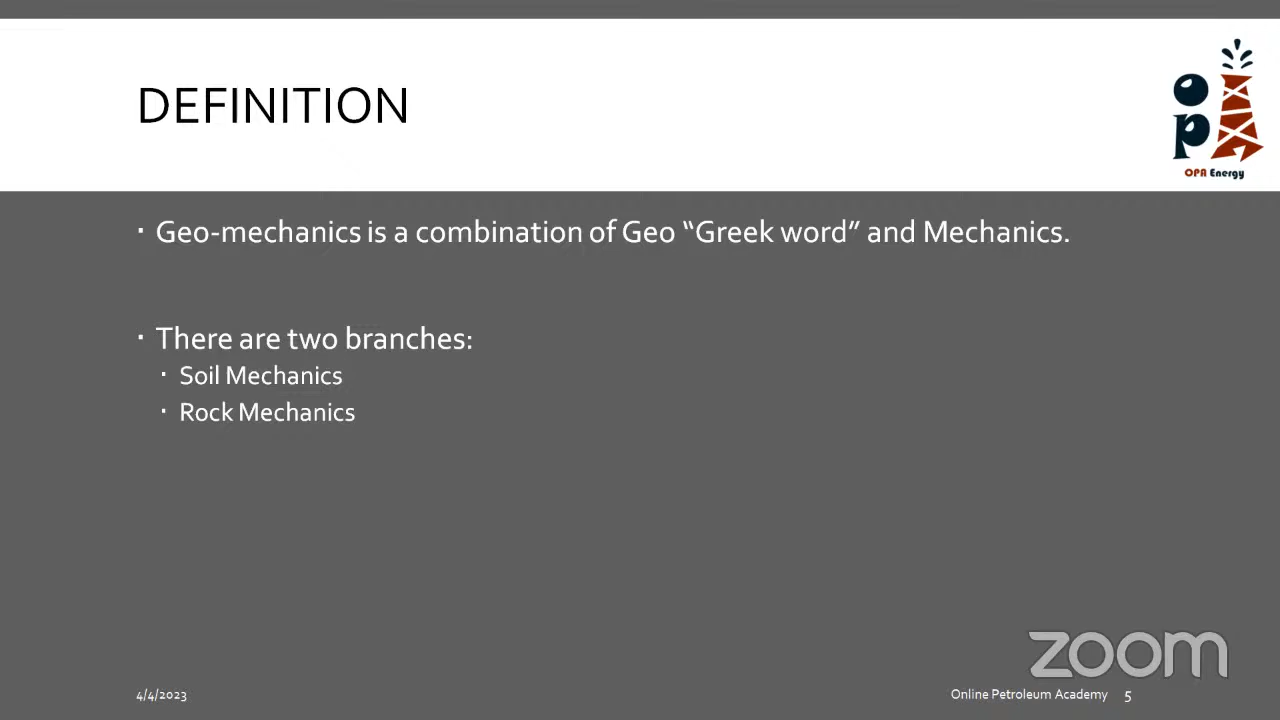 DEFINITION
OPA Energy
▪ Geo-mechanics is a combination of Geo “Greek word” and Mechanics.
▪ There are two branches:
▪ Soil Mechanics
▪ Rock Mechanics
zoom
4/4/2023
Online Petroleum Academy 5